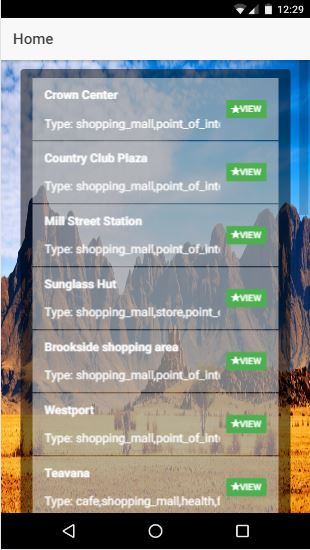 12:29
Home
Crown Center
Type: shopping_mall,point_of_int
★VIEW
Country Club Plaza
Type: shopping_mall,point_of_int
★VIEW
Mill Street Station
Type: shopping_mall,point_of_int
★VIEW
Sunglass Hut
Type: shopping_mall,store,point_o
★VIEW
Brookside shopping area
Type: shopping_mall,point_of_int
★VIEW
Westport
Type: shopping_mall,point_of_int
★VIEW
Teavana
Type: cafe,shopping_mall,health,f
★VIEW